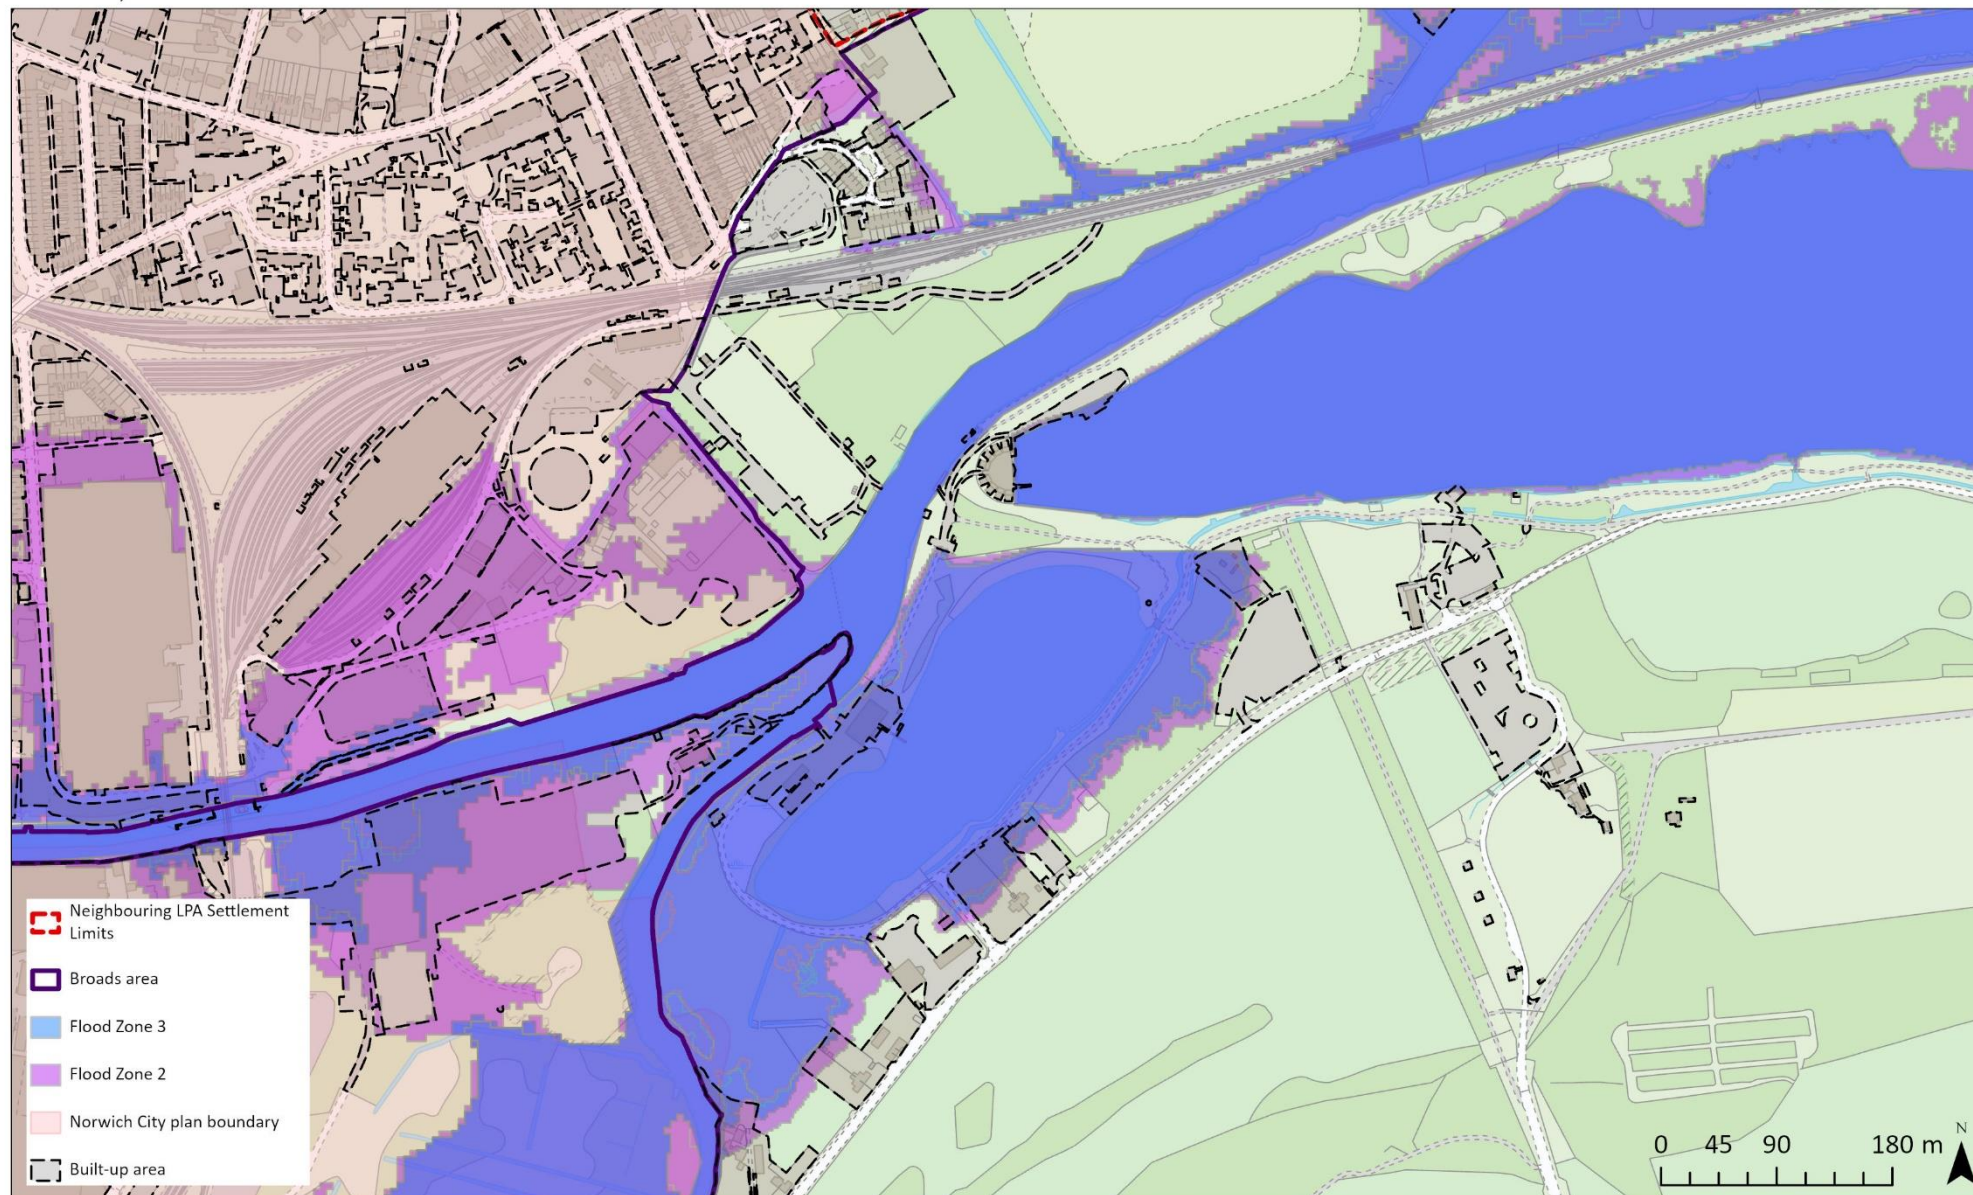 Neighbouring LPA Settlement
Limits
Broads area
Flood Zone 3
Flood Zone 2
Norwich City plan boundary
Built-up area
0 45 90 180 m
N